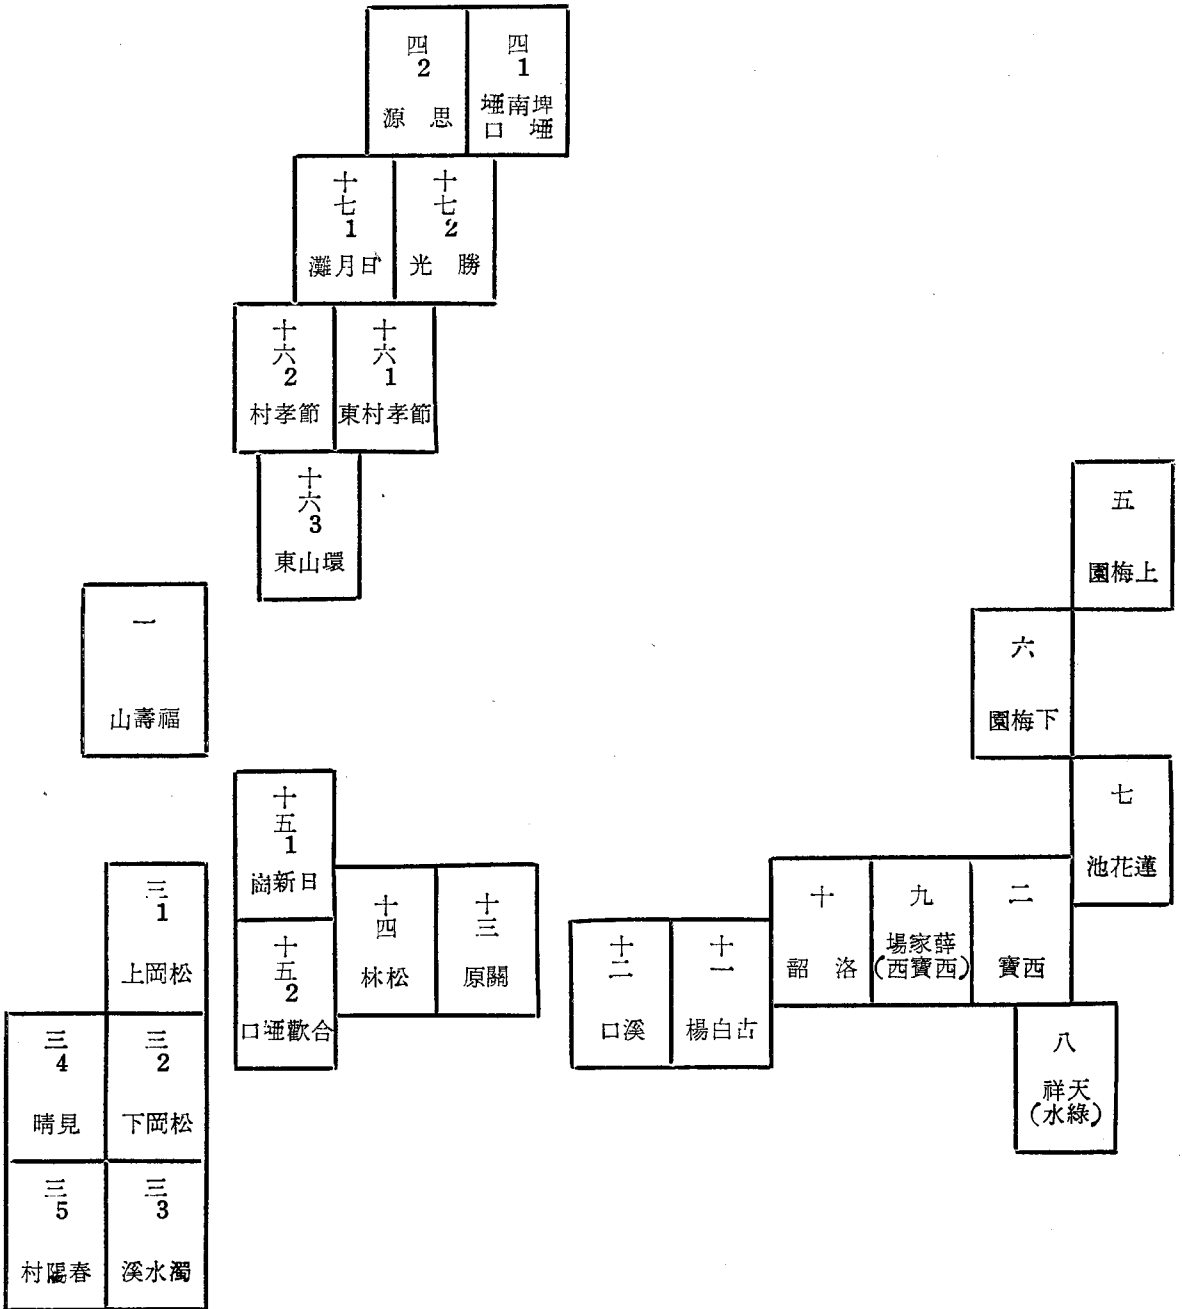 四
1
埤南埡
埡口
四
2
思源
十七
2
勝光
十七
1
日月灘
十六
1
節孝村東
十六
2
節孝村
十六
3
環山東
五
上梅園
一
福壽山
六
下梅園
七
蓮花池
十五
1
日新崗
二
西寶
九
薛家場
(西寶西)
十
洛韶
十三
關原
十四
松林
三
1
松岡上
十一
古白楊
十二
溪口
十五
2
合歡埡口
八
天祥
(綠水)
三
2
松岡下
三
4
見晴
三
3
濁水溪
三
5
春陽村